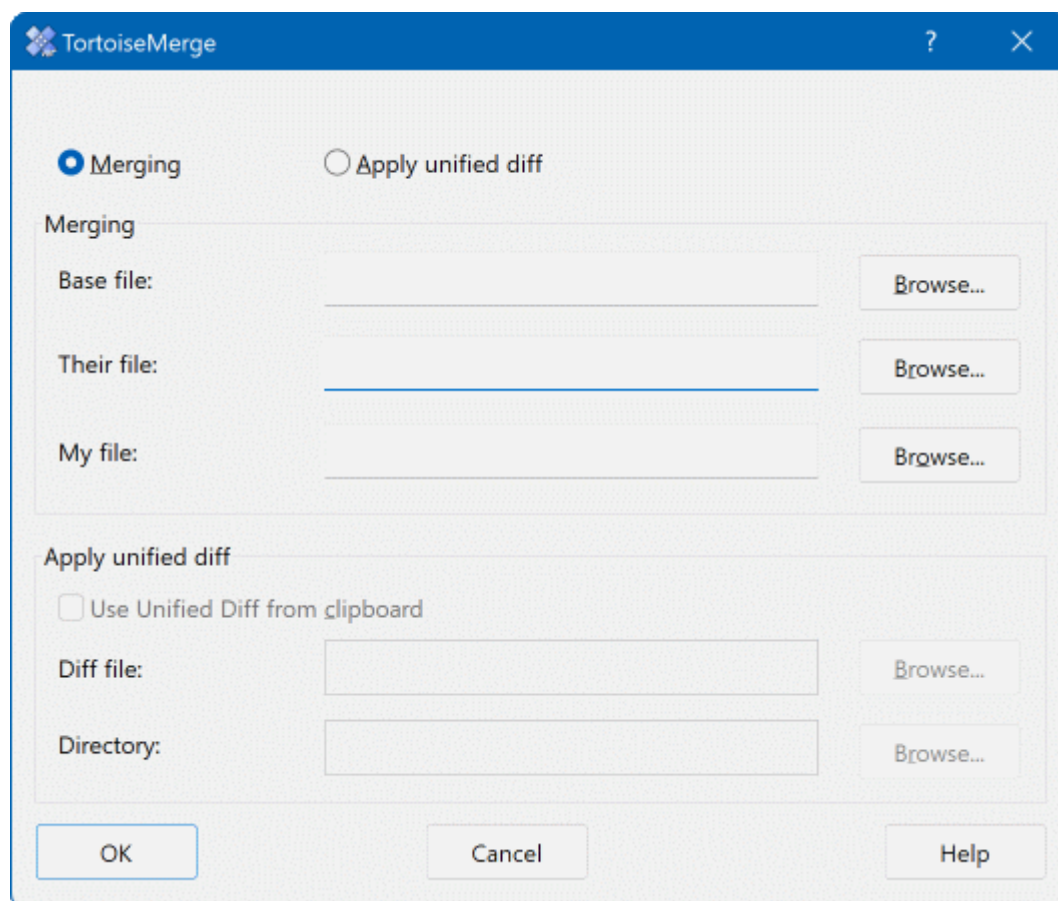 TortoiseMerge ?
Merging Apply unified diff
Merging
Base file: Browse...
Their file: Browse...
My file: Browse...
Apply unified diff
Use Unified Diff from clipboard
Diff file: Browse...
Directory: Browse...
OK Cancel Help